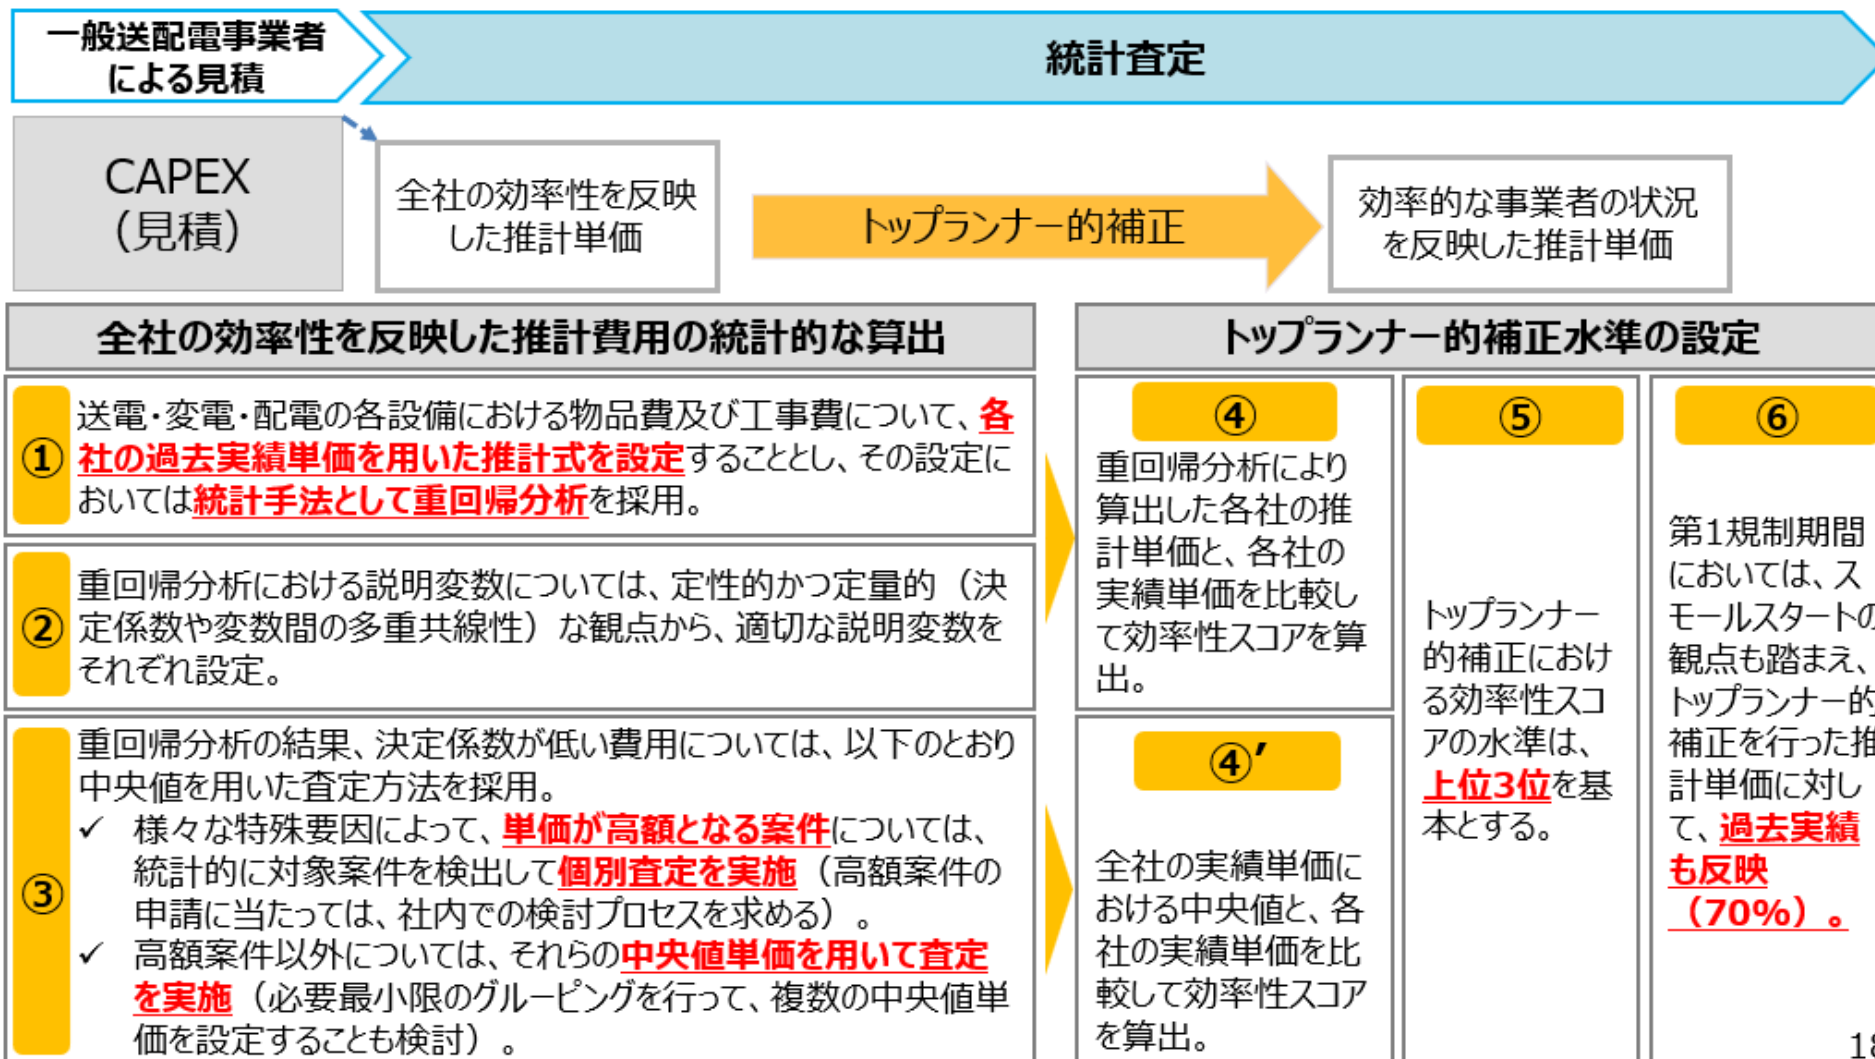 一般送配電事業者
による見積
統計査定
CAPEX
（見積）
全社の効率性を反映
した推計単価
トップランナー的補正
効率的な事業者の状況
を反映した推計単価
全社の効率性を反映した推計費用の統計的な算出
トップランナー的補正水準の設定
①
送電・変電・配電の各設備における物品費及び工事費について、各
社の過去実績単価を用いた推計式を設定することとし、その設定に
おいては統計手法として重回帰分析を採用。
②
重回帰分析における説明変数については、定性的かつ定量的（決
定係数や変数間の多重共線性）な観点から、適切な説明変数を
それぞれ設定。
③
重回帰分析の結果、決定係数が低い費用については、以下のとおり
中央値を用いた査定方法を採用。
✓ 様々な特殊要因によって、単価が高額となる案件については、
統計的に対象案件を検出して個別査定を実施（高額案件の
申請に当たっては、社内での検討プロセスを求める）。
✓ 高額案件以外については、それらの中央値単価を用いて査定
を実施（必要最小限のグルーピングを行って、複数の中央値単
価を設定することも検討）。
④
重回帰分析により
算出した各社の推
計単価と、各社の
実績単価を比較し
て効率性スコアを算
出。
④′
全社の実績単価に
おける中央値と、各
社の実績単価を比
較して効率性スコア
を算出。
⑤
トップランナー
的補正におけ
る効率性スコ
アの水準は、
上位3位を基
本とする。
⑥
第1規制期間
においては、ス
モールスタートの
観点も踏まえ、
トップランナー的
補正を行った推
計単価に対し
て、過去実績
も反映
（70%）。